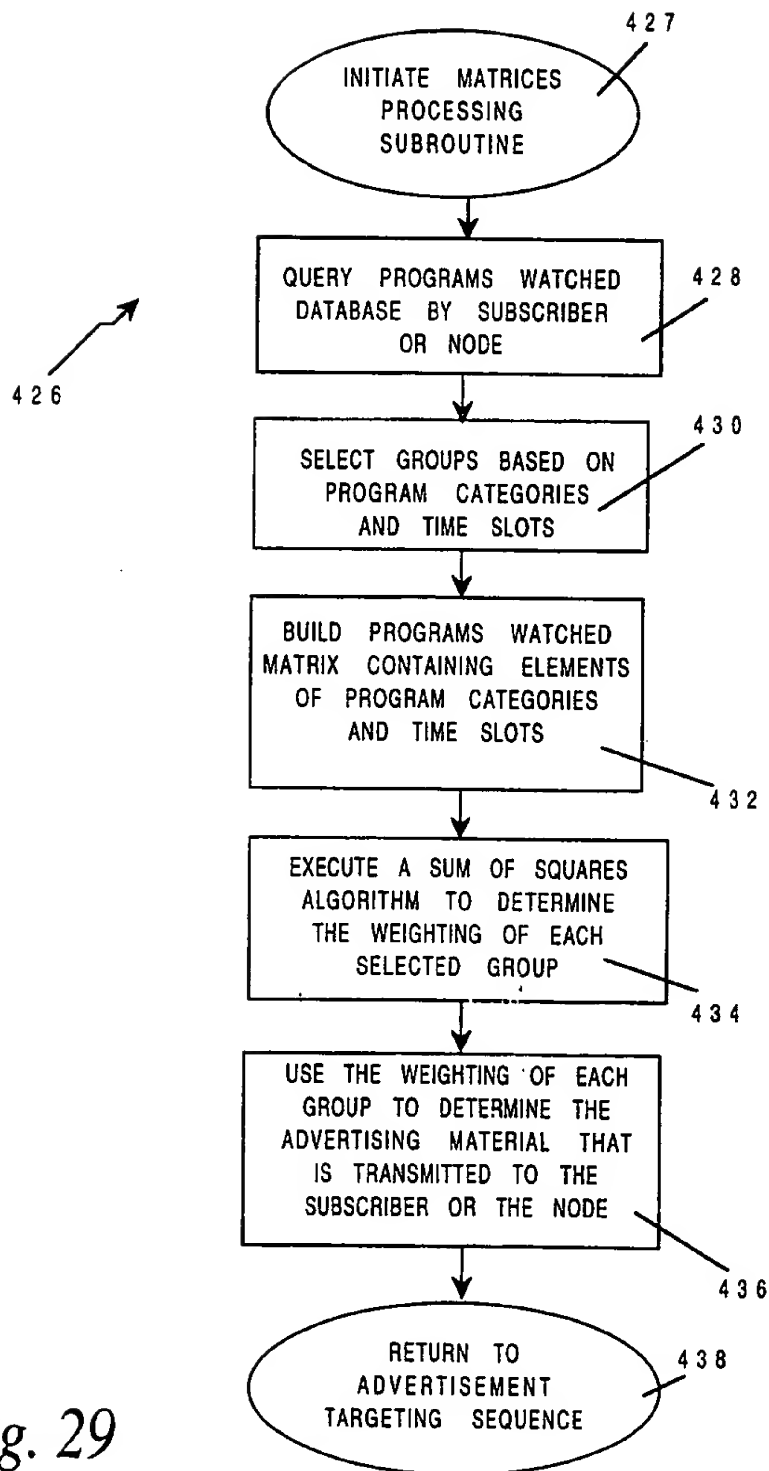 427
INITIATE MATRICES
PROCESSING
SUBROUTINE
QUERY PROGRAMS WATCHED
DATABASE BY SUBSCRIBER
OR NODE
428
426
430
SELECT GROUPS BASED ON
PROGRAM CATEGORIES
AND TIME SLOTS
BUILD PROGRAMS WATCHED
MATRIX CONTAINING ELEMENTS
OF PROGRAM CATEGORIES
AND TIME SLOTS
432
EXECUTE A SUM OF SQUARES
ALGORITHM TO DETERMINE
THE WEIGHTING OF EACH
SELECTED GROUP
434
USE THE WEIGHTING OF EACH
GROUP TO DETERMINE THE
ADVERTISING MATERIAL THAT
IS TRANSMITTED TO THE
SUBSCRIBER OR THE NODE
436
RETURN TO
ADVERTISEMENT
TARGETING SEQUENCE
438
g. 29